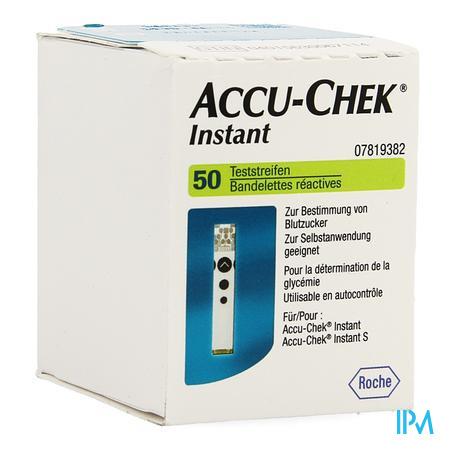 ACCU-CHEK®
Instant
07819382
50 Teststreifen
Bandelettes réactives
Zur Bestimmung von
Blutzucker
Zur Selbstanwendung
geeignet
Pour la détermination de la
glycémie
Utilisable en autocontrôle
Für/Pour :
Accu-Chek® Instant
Accu-Chek® Instant S
Roche
IPM